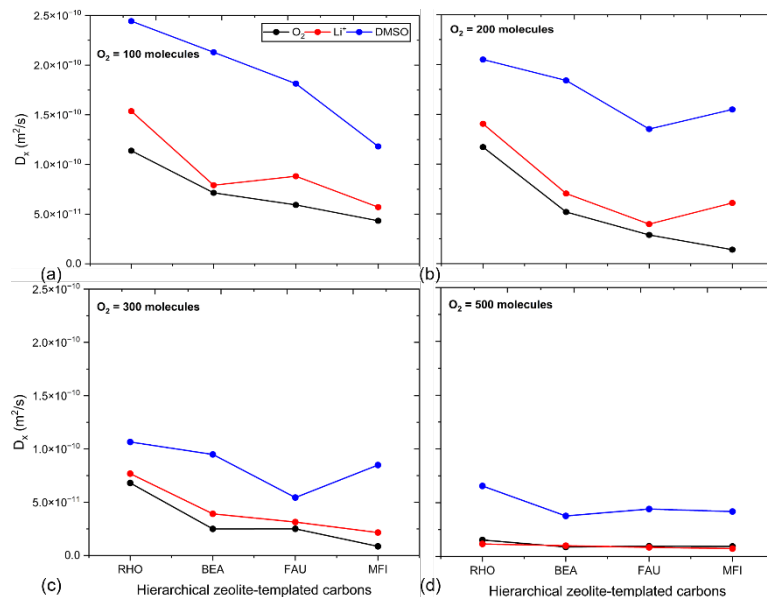 O₂ Li⁺ DMSO
O₂ = 100 molecules
2.5×10⁻¹⁰
2.0×10⁻¹⁰
1.5×10⁻¹⁰
1.0×10⁻¹⁰
5.0×10⁻¹¹
0.0
Dₓ (m²/s)
(a)
O₂ = 200 molecules
(b)
O₂ = 300 molecules
2.5×10⁻¹⁰
2.0×10⁻¹⁰
1.5×10⁻¹⁰
1.0×10⁻¹⁰
5.0×10⁻¹¹
0.0
Dₓ (m²/s)
RHO BEA FAU MFI
(c) Hierarchical zeolite-templated carbons
O₂ = 500 molecules
RHO BEA FAU MFI
(d) Hierarchical zeolite-templated carbons